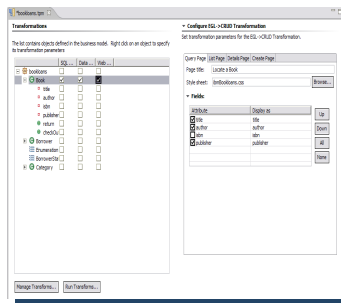 *bookloans.tpm
Transformations
The list contains objects defined in the business model. Right click on an object to specify
its transformation parameters
SQL ... Data ... Web ...
bookloans
Book
title
author
isbn
publisher
return
checkOu
Borrower
Enumeration
BorrowerSta
Category
Manage Transforms... Run Transforms...
Configure EGL->CRUD Transformation
Set transformation parameters for the EGL->CRUD Transformation.
Query Page List Page Details Page Create Page
Page title: Locate a Book
Style sheet: ibmBookloans.css Browse...
Fields:
Attribute Display as
title title
author author
isbn isbn
publisher publisher
Up
Down
All
None